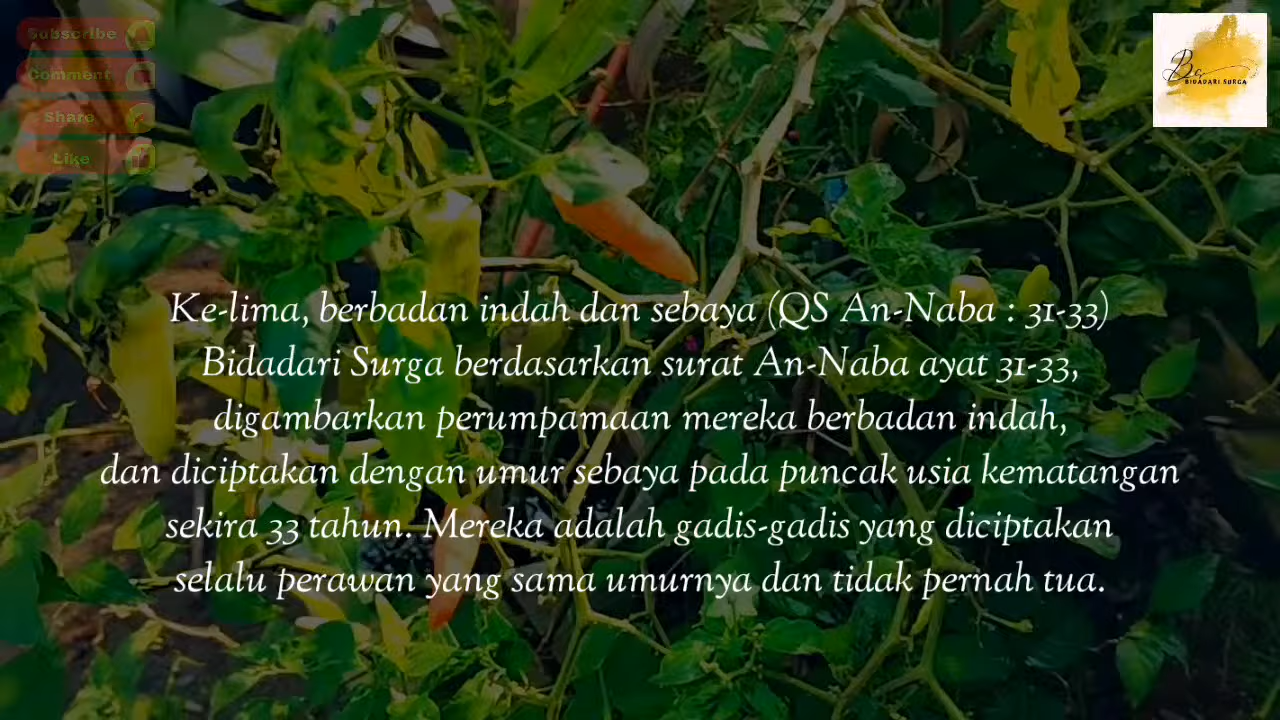 Subscribe
Comment
Share
Like
BIDADARI SURGA
Ke-lima, berbadan indah dan sebaya (QS An-Naba : 31-33)
Bidadari Surga berdasarkan surat An-Naba ayat 31-33,
digambarkan perumpamaan mereka berbadan indah,
dan diciptakan dengan umur sebaya pada puncak usia kematangan
sekira 33 tahun. Mereka adalah gadis-gadis yang diciptakan
selalu perawan yang sama umurnya dan tidak pernah tua.